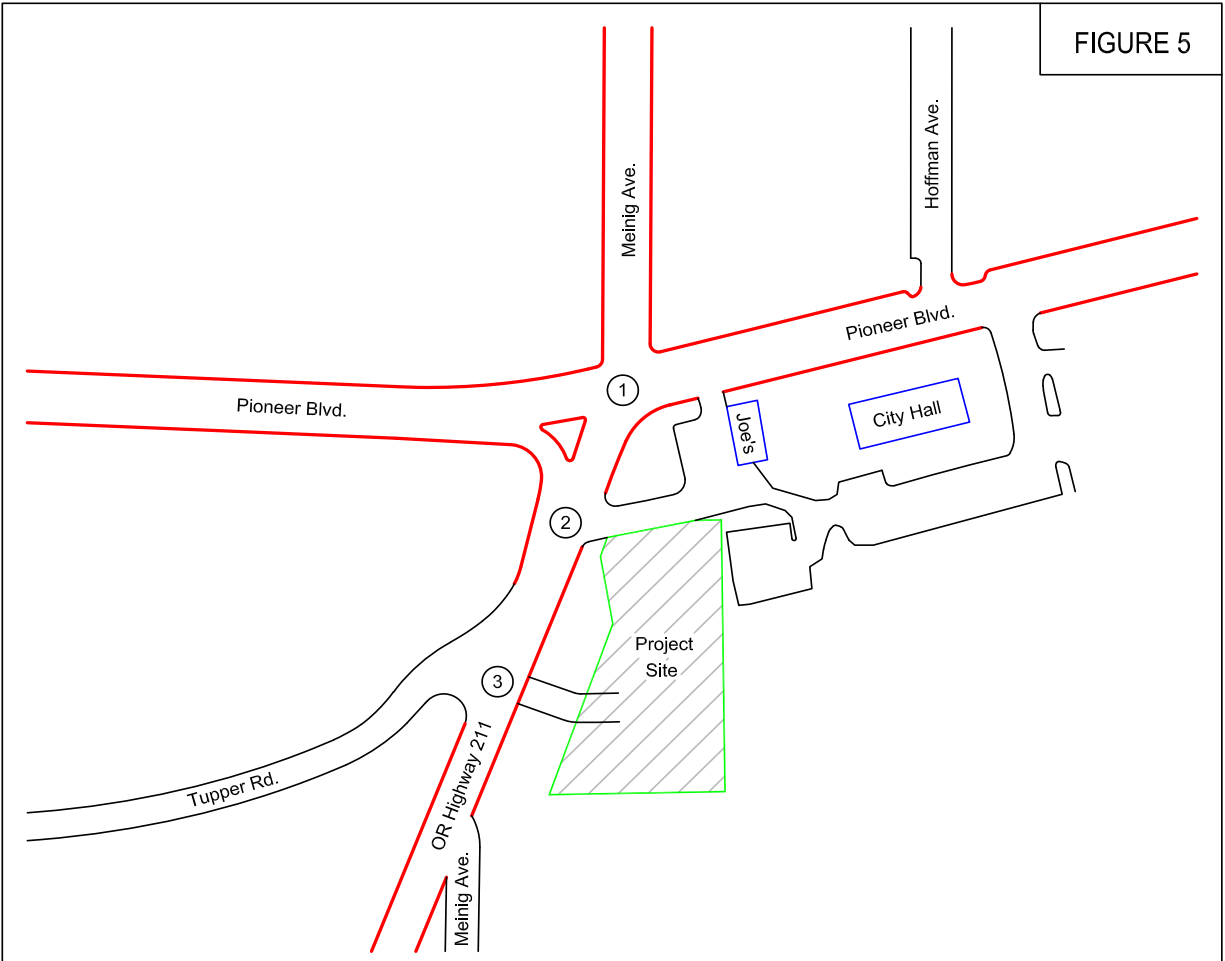 FIGURE 5
Meinig Ave.
Hoffman Ave.
Pioneer Blvd.
Pioneer Blvd.
1
Joe's
City Hall
2
Project
Site
3
OR Highway 211
Tupper Rd.
Meinig Ave.